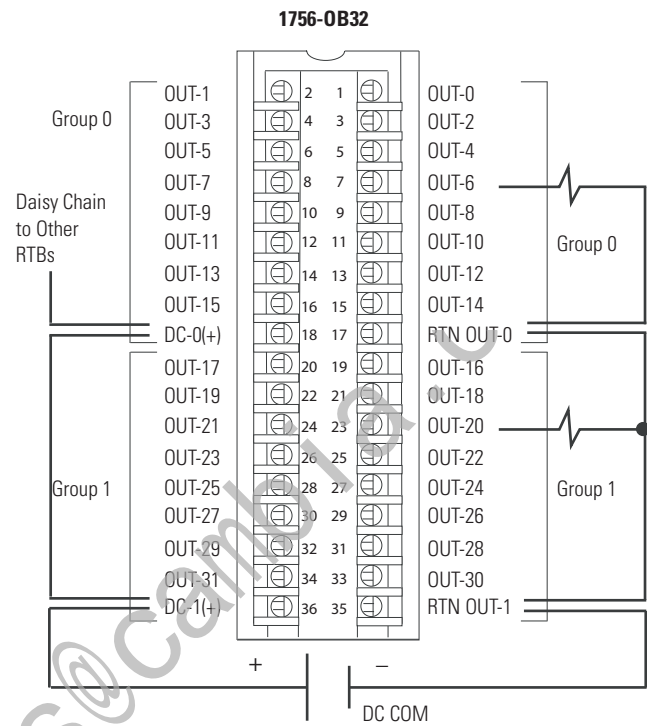 1756-OB32
OUT-1 2 1 OUT-0
Group 0
OUT-3 4 3 OUT-2
OUT-5 6 5 OUT-4
OUT-7 8 7 OUT-6
Daisy Chain
to Other
RTBs
OUT-9 10 9 OUT-8
OUT-11 12 11 OUT-10
Group 0
OUT-13 14 13 OUT-12
OUT-15 16 15 OUT-14
DC-0(+) 18 17 RTN OUT-0
OUT-17 20 19 OUT-16
OUT-19 22 21 OUT-18
OUT-21 24 23 OUT-20
OUT-23 26 25 OUT-22
Group 1
OUT-25 28 27 OUT-24
Group 1
OUT-27 30 29 OUT-26
OUT-29 32 31 OUT-28
OUT-31 34 33 OUT-30
DC-1(+) 36 35 RTN OUT-1
+ –
DC COM
s@cambia.c